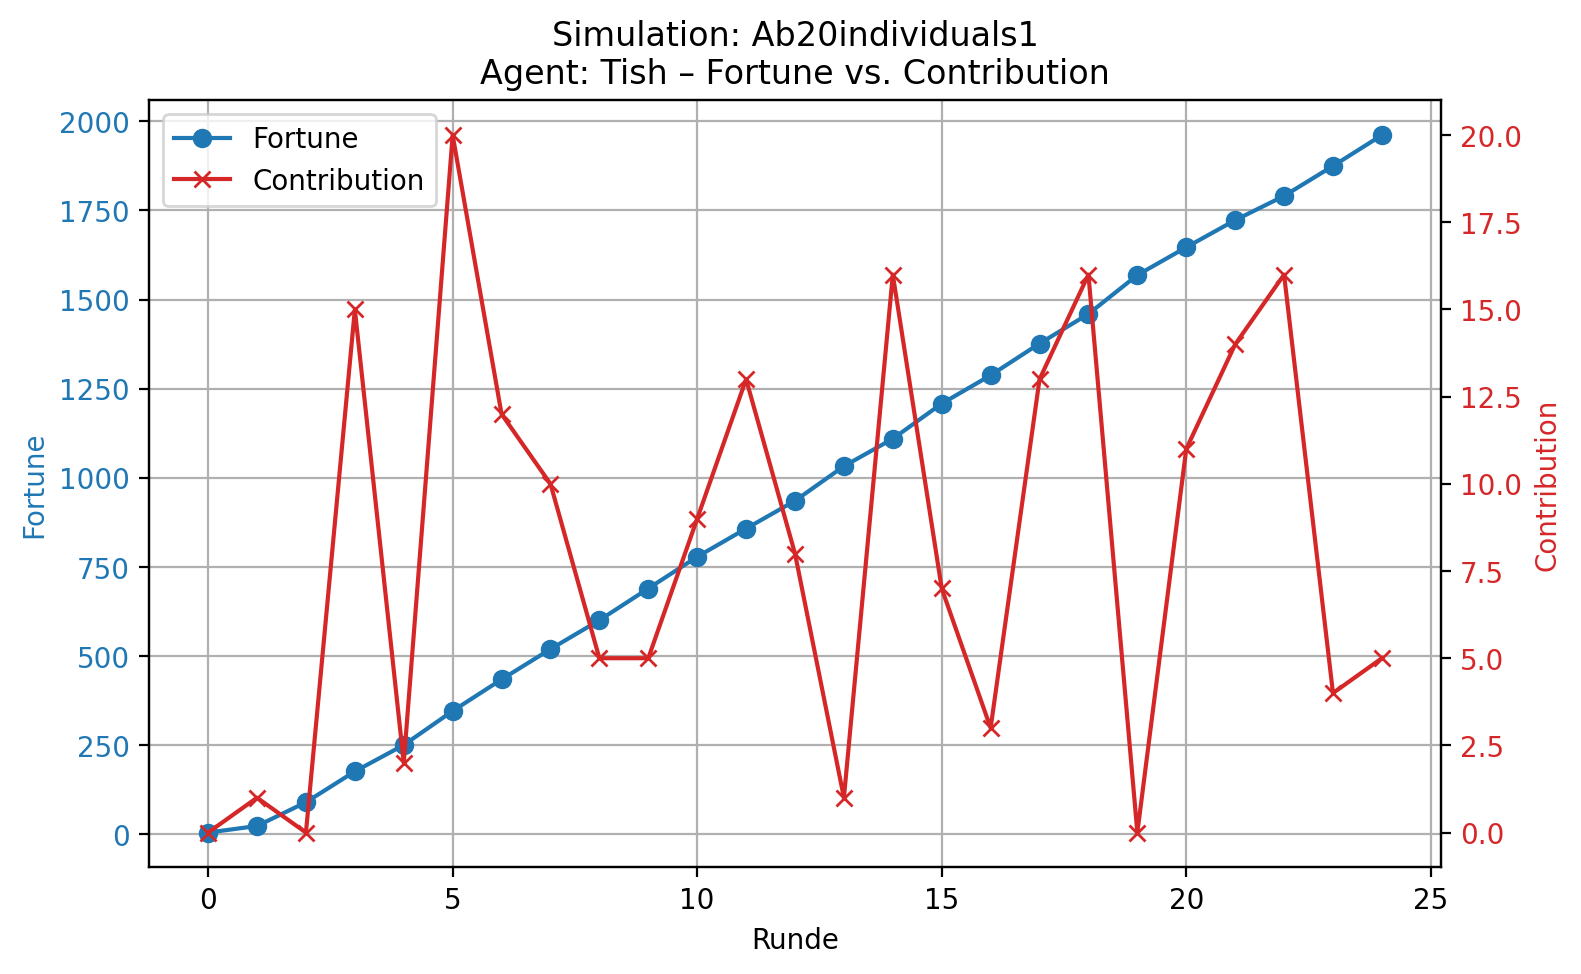 Simulation: Ab20individuals1
Agent: Tish – Fortune vs. Contribution
Fortune
Contribution
2000
1750
1500
1250
1000
750
500
250
0
Fortune
20.0
17.5
15.0
12.5
10.0
7.5
5.0
2.5
0.0
Contribution
0 5 10 15 20 25
Runde